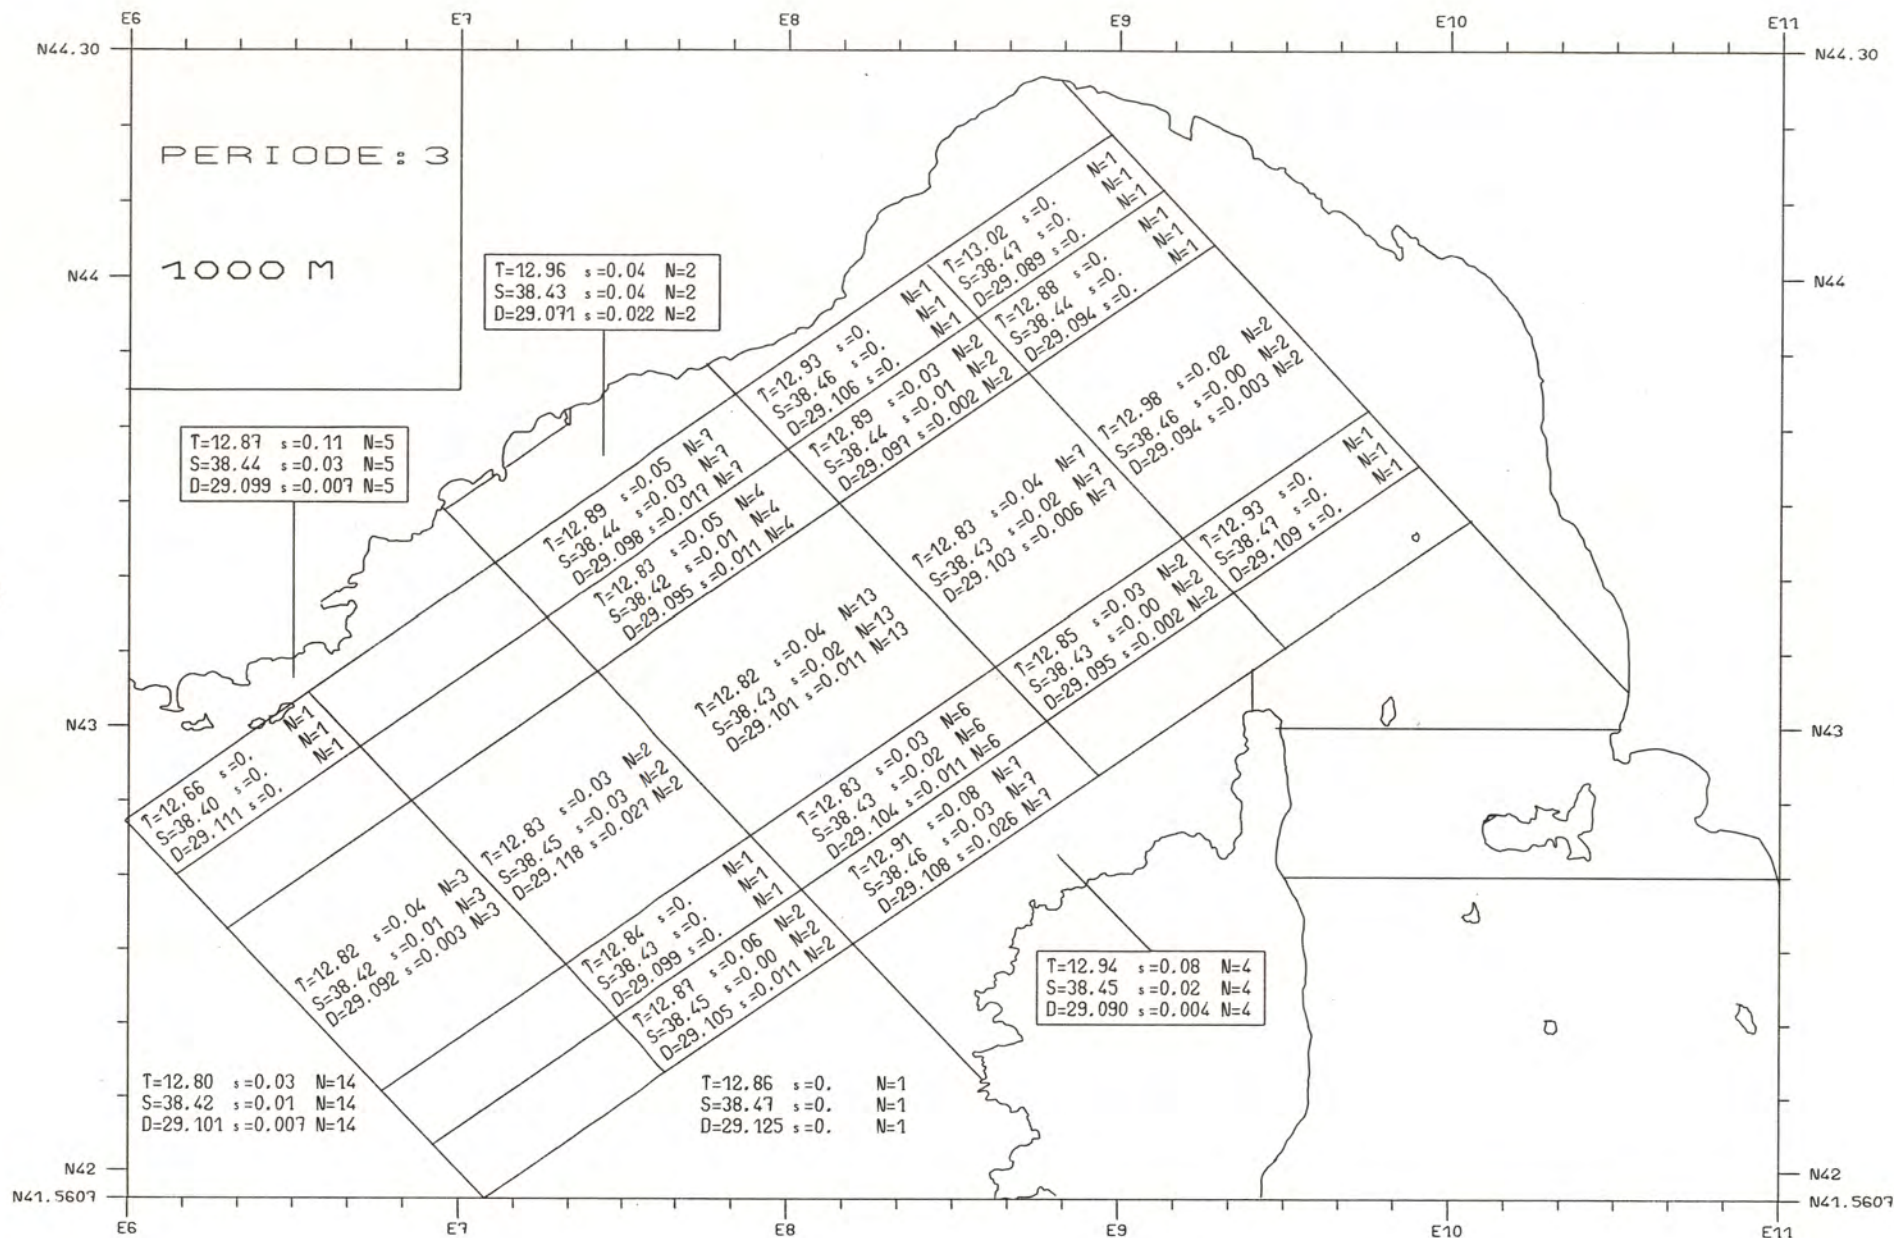 E6 E7 E8 E9 E10 E11
N44.30 N44.30
PERIODE: 3
1000 M
N44 N44
T=12.96 s=0.04 N=2
S=38.43 s=0.04 N=2
D=29.071 s=0.022 N=2
T=12.87 s=0.11 N=5
S=38.44 s=0.03 N=5
D=29.099 s=0.007 N=5
T=13.02 s=0. N=1
S=38.47 s=0. N=1
D=29.089 s=0. N=1
T=12.93 s=0. N=1
S=38.46 s=0. N=1
D=29.106 s=0. N=1
T=12.88 s=0. N=1
S=38.44 s=0. N=1
D=29.094 s=0. N=1
T=12.89 s=0.03 N=2
S=38.44 s=0.01 N=2
D=29.097 s=0.002 N=2
T=12.98 s=0.02 N=2
S=38.46 s=0.00 N=2
D=29.094 s=0.003 N=2
T=12.89 s=0.05 N=7
S=38.44 s=0.03 N=7
D=29.098 s=0.017 N=7
T=12.83 s=0.05 N=4
S=38.42 s=0.01 N=4
D=29.095 s=0.011 N=4
T=12.83 s=0.04 N=7
S=38.43 s=0.02 N=7
D=29.103 s=0.006 N=7
T=12.93 s=0. N=1
S=38.47 s=0. N=1
D=29.109 s=0. N=1
T=12.82 s=0.04 N=13
S=38.43 s=0.02 N=13
D=29.101 s=0.011 N=13
T=12.85 s=0.03 N=2
S=38.43 s=0.00 N=2
D=29.095 s=0.002 N=2
N43 N43
T=12.66 s=0. N=1
S=38.40 s=0. N=1
D=29.111 s=0. N=1
T=12.83 s=0.03 N=2
S=38.45 s=0.03 N=2
D=29.118 s=0.027 N=2
T=12.83 s=0.03 N=6
S=38.43 s=0.02 N=6
D=29.104 s=0.011 N=6
T=12.91 s=0.08 N=7
S=38.46 s=0.03 N=7
D=29.108 s=0.026 N=7
T=12.82 s=0.04 N=3
S=38.42 s=0.01 N=3
D=29.092 s=0.003 N=3
T=12.84 s=0. N=1
S=38.43 s=0. N=1
D=29.099 s=0. N=1
T=12.87 s=0.06 N=2
S=38.45 s=0.00 N=2
D=29.105 s=0.011 N=2
T=12.94 s=0.08 N=4
S=38.45 s=0.02 N=4
D=29.090 s=0.004 N=4
T=12.80 s=0.03 N=14
S=38.42 s=0.01 N=14
D=29.101 s=0.007 N=14
T=12.86 s=0. N=1
S=38.47 s=0. N=1
D=29.125 s=0. N=1
N42 N42
N41.5607 N41.5607
E6 E7 E8 E9 E10 E11